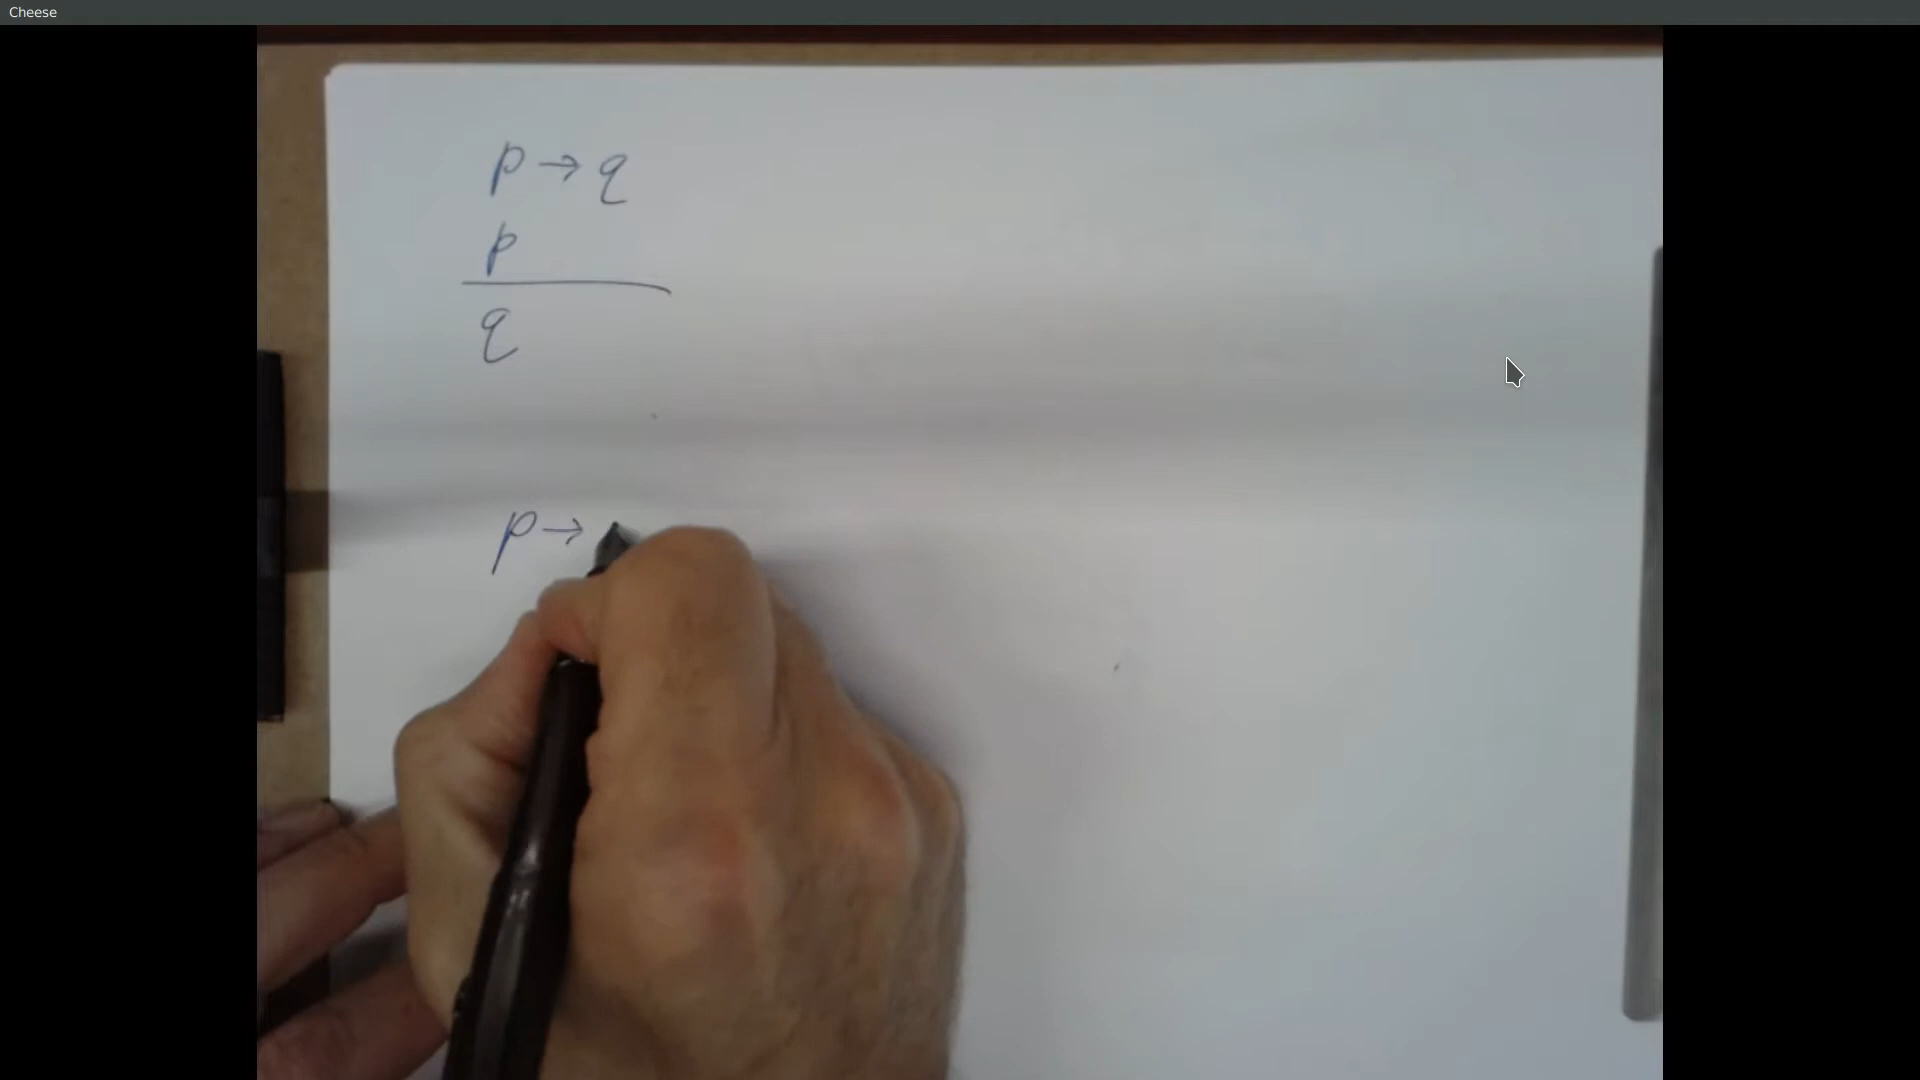 Cheese
p → q
p
q
p →